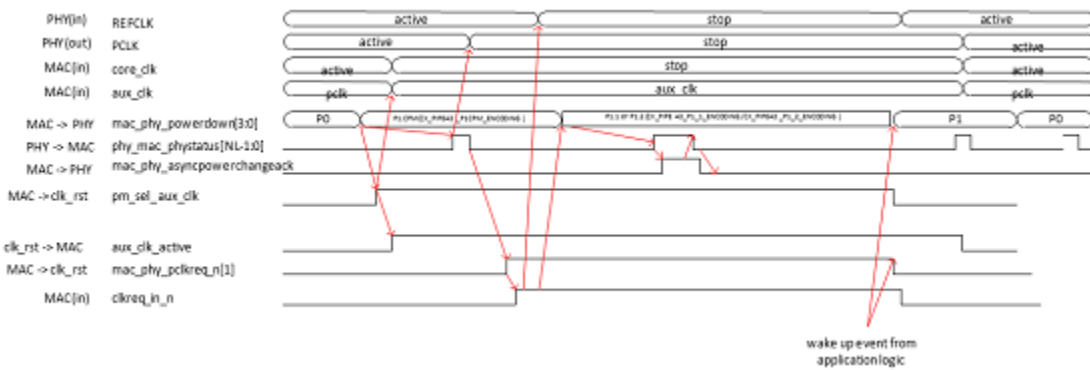 PHY(in) REFCLK active stop active
PHY(out) PCLK active stop active
MAC(in) core_clk active stop active
MAC(in) aux_clk pclk aux_clk pclk
MAC -> PHY mac_phy_powerdown[3:0] P0 P1 P0
PHY -> MAC phy_mac_phystatus[NL-1:0]
MAC -> PHY mac_phy_asyncpowerchangeack
MAC ->clk_rst pm_sel_aux_clk
clk_rst -> MAC aux_clk_active
MAC ->clk_rst mac_phy_pclkreq_n[1]
MAC(in) clkreq_in_n
wake up event from
application logic